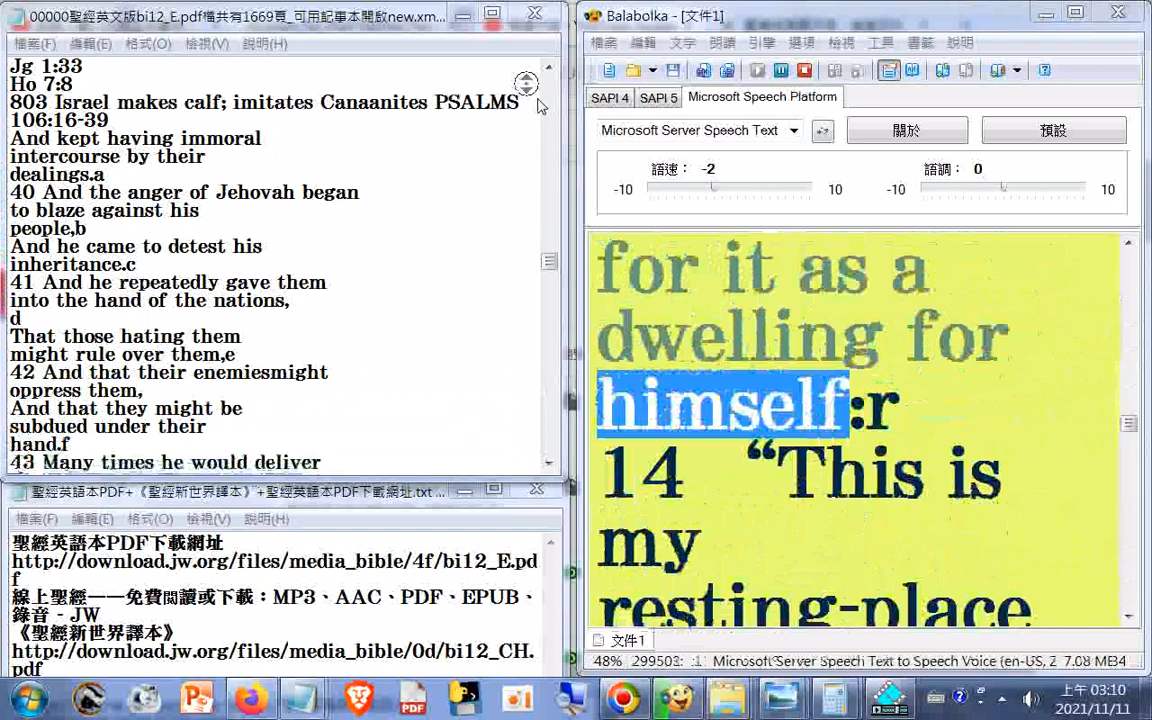 00000聖經英文版bi12_E.pdf檔共有1669頁_可用記事本開啟new.xm...
檔案(F) 編輯(E) 格式(O) 檢視(V) 說明(H)
Jg 1:33
Ho 7:8
803 Israel makes calf; imitates Canaanites PSALMS
106:16-39
And kept having immoral
intercourse by their
dealings.a
40 And the anger of Jehovah began
to blaze against his
people,b
And he came to detest his
inheritance.c
41 And he repeatedly gave them
into the hand of the nations,
d
That those hating them
might rule over them,e
42 And that their enemiesmight
oppress them,
And that they might be
subdued under their
hand.f
43 Many times he would deliver
聖經英語本PDF+《聖經新世界譯本》+聖經英語本PDF下載網址.txt ...
檔案(F) 編輯(E) 格式(O) 檢視(V) 說明(H)
聖經英語本PDF下載網址
http://download.jw.org/files/media_bible/4f/bi12_E.pd
f
線上聖經──免費閱讀或下載：MP3、AAC、PDF、EPUB、
錄音 - JW
《聖經新世界譯本》
http://download.jw.org/files/media_bible/0d/bi12_CH.
pdf
Balabolka - [文件1]
檔案 編輯 文字 朗讀 引擎 選項 檢視 工具 書籤 說明
SAPI 4 SAPI 5 Microsoft Speech Platform
Microsoft Server Speech Text 關於 預設
語速： -2 語調： 0
-10 10 -10 10
for it as a
dwelling for
himself:r
14 “This is
my
resting-place
文件1
48% 299503: :1 Microsoft Server Speech Text to Speech Voice (en-US, Z 7.08 MB34
上午 03:10
2021/11/11
PDF